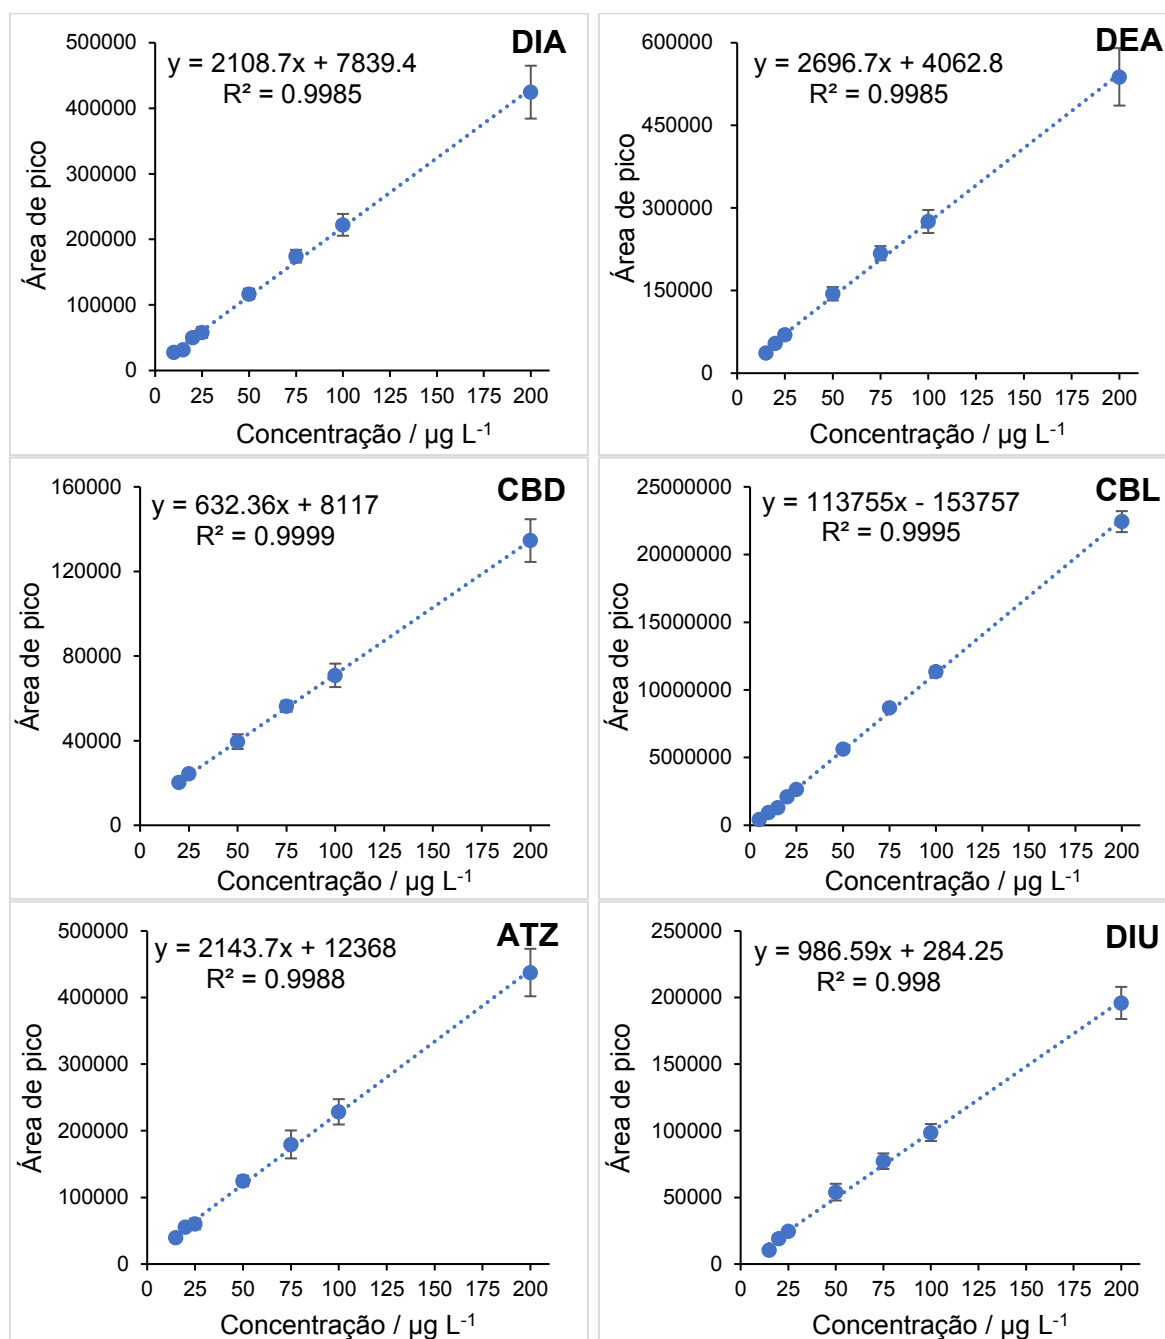 DIA
y = 2108.7x + 7839.4
R² = 0.9985
500000
400000
300000
200000
100000
0
Área de pico
0 25 50 75 100 125 150 175 200
Concentração / µg L⁻¹
DEA
y = 2696.7x + 4062.8
R² = 0.9985
600000
450000
300000
150000
0
Área de pico
0 25 50 75 100 125 150 175 200
Concentração / µg L⁻¹
CBD
y = 632.36x + 8117
R² = 0.9999
160000
120000
80000
40000
0
Área de pico
0 25 50 75 100 125 150 175 200
Concentração / µg L⁻¹
CBL
y = 113755x - 153757
R² = 0.9995
25000000
20000000
15000000
10000000
5000000
0
Área de pico
0 25 50 75 100 125 150 175 200
Concentração / µg L⁻¹
ATZ
y = 2143.7x + 12368
R² = 0.9988
500000
400000
300000
200000
100000
0
Área de pico
0 25 50 75 100 125 150 175 200
Concentração / µg L⁻¹
DIU
y = 986.59x + 284.25
R² = 0.998
250000
200000
150000
100000
50000
0
Área de pico
0 25 50 75 100 125 150 175 200
Concentração / µg L⁻¹